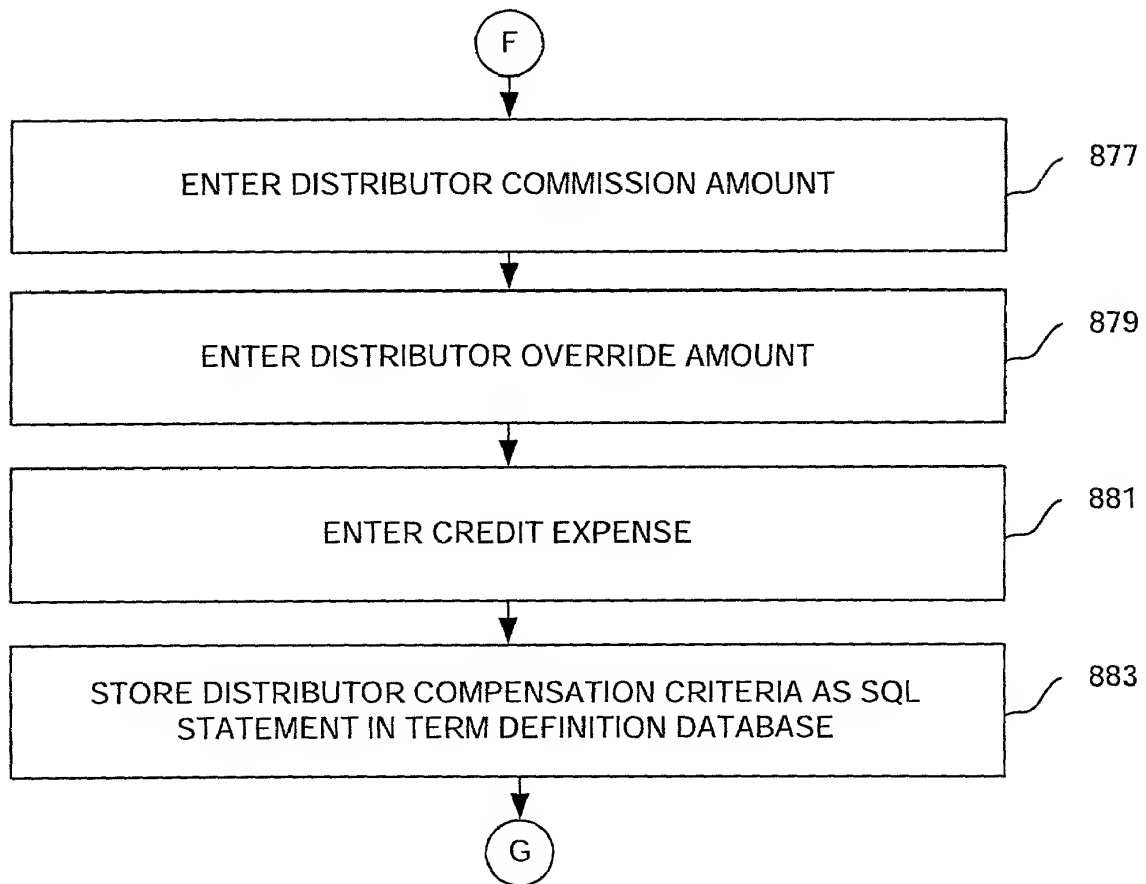 F
ENTER DISTRIBUTOR COMMISSION AMOUNT
877
ENTER DISTRIBUTOR OVERRIDE AMOUNT
879
ENTER CREDIT EXPENSE
881
STORE DISTRIBUTOR COMPENSATION CRITERIA AS SQL
STATEMENT IN TERM DEFINITION DATABASE
883
G